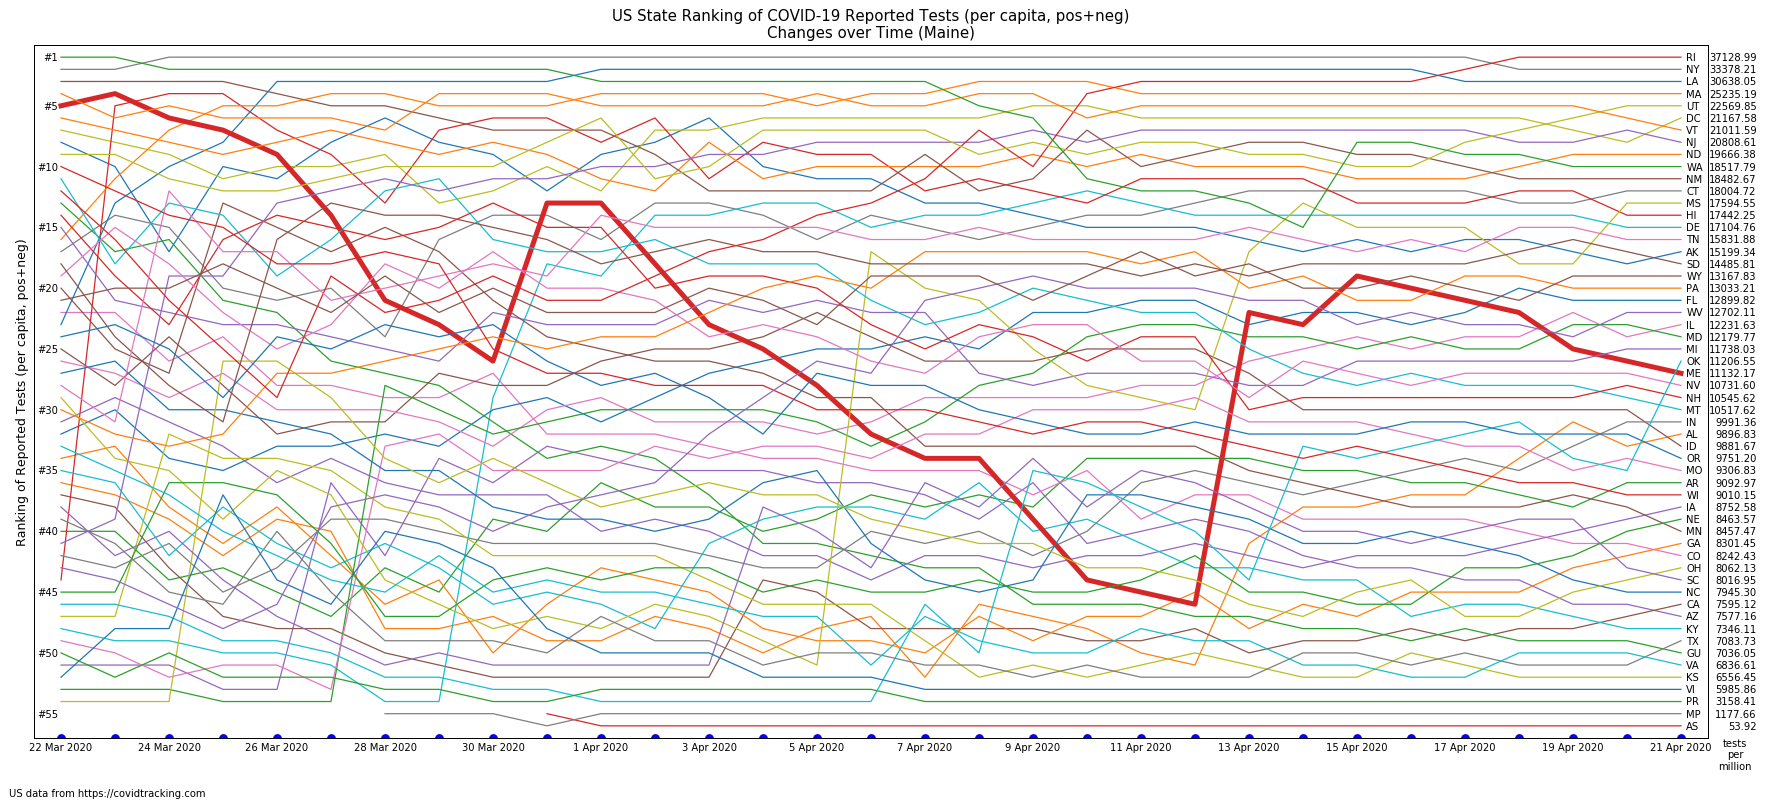 US State Ranking of COVID-19 Reported Tests (per capita, pos+neg)
Changes over Time (Maine)
Ranking of Reported Tests (per capita, pos+neg)
#1
#5
#10
#15
#20
#25
#30
#35
#40
#45
#50
#55
RI 37128.99
NY 33378.21
LA 30638.05
MA 25235.19
UT 22569.85
DC 21167.58
VT 21011.59
NJ 20808.61
ND 19666.38
WA 18517.79
NM 18482.67
CT 18004.72
MS 17594.55
HI 17442.25
DE 17104.76
TN 15831.88
AK 15199.34
SD 14485.81
WY 13167.83
PA 13033.21
FL 12899.82
WV 12702.11
IL 12231.63
MD 12179.77
MI 11738.03
OK 11206.55
ME 11132.17
NV 10731.60
NH 10545.62
MT 10517.62
IN 9991.36
AL 9896.83
ID 9881.67
OR 9751.20
MO 9306.83
AR 9092.97
WI 9010.15
IA 8752.58
NE 8463.57
MN 8457.47
GA 8301.45
CO 8242.43
OH 8062.13
SC 8016.95
NC 7945.30
CA 7595.12
AZ 7577.16
KY 7346.11
TX 7083.73
GU 7036.05
VA 6836.61
KS 6556.45
VI 5985.86
PR 3158.41
MP 1177.66
AS 53.92
22 Mar 2020
24 Mar 2020
26 Mar 2020
28 Mar 2020
30 Mar 2020
1 Apr 2020
3 Apr 2020
5 Apr 2020
7 Apr 2020
9 Apr 2020
11 Apr 2020
13 Apr 2020
15 Apr 2020
17 Apr 2020
19 Apr 2020
21 Apr 2020
tests
per
million
US data from https://covidtracking.com